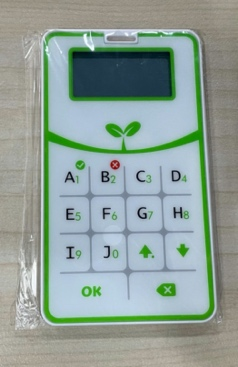 A1 B2 C3 D4
E5 F6 G7 H8
I9 J0
OK